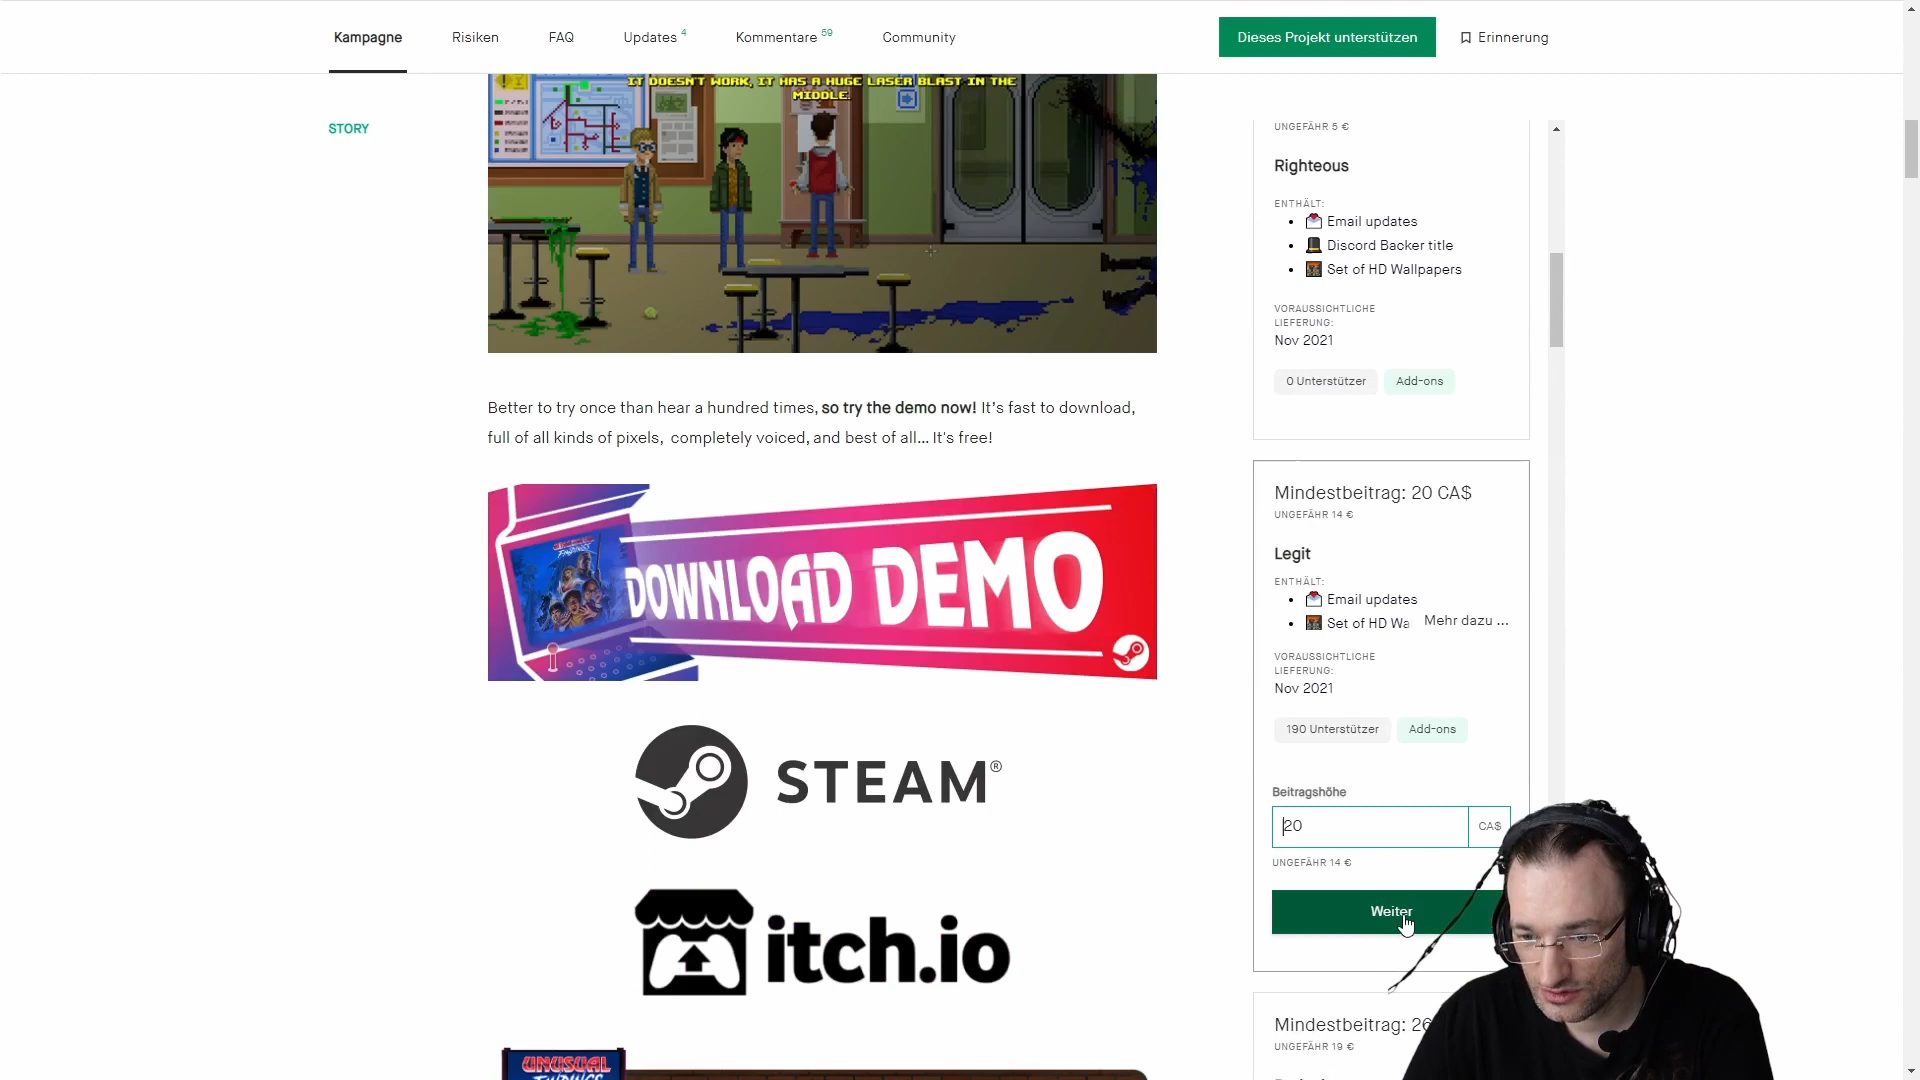 Kampagne
Risiken
FAQ
Updates 4
Kommentare 59
Community
Dieses Projekt unterstützen
Erinnerung
STORY
IT DOESN'T WORK, IT HAS A HUGE LASER BLAST IN THE
MIDDLE.
Better to try once than hear a hundred times, so try the demo now! It's fast to download,
full of all kinds of pixels, completely voiced, and best of all... It's free!
DOWNLOAD DEMO
STEAM®
itch.io
UNUSUAL
FINDINGS
UNGEFÄHR 5 €
Righteous
ENTHÄLT:
• 💌 Email updates
• 🎩 Discord Backer title
• 🌇 Set of HD Wallpapers
VORAUSSICHTLICHE
LIEFERUNG:
Nov 2021
0 Unterstützer
Add-ons
Mindestbeitrag: 20 CA$
UNGEFÄHR 14 €
Legit
ENTHÄLT:
• 💌 Email updates
• 🌇 Set of HD Wa Mehr dazu ...
VORAUSSICHTLICHE
LIEFERUNG:
Nov 2021
190 Unterstützer
Add-ons
Beitragshöhe
20 CA$
UNGEFÄHR 14 €
Weiter
Mindestbeitrag: 26
UNGEFÄHR 19 €